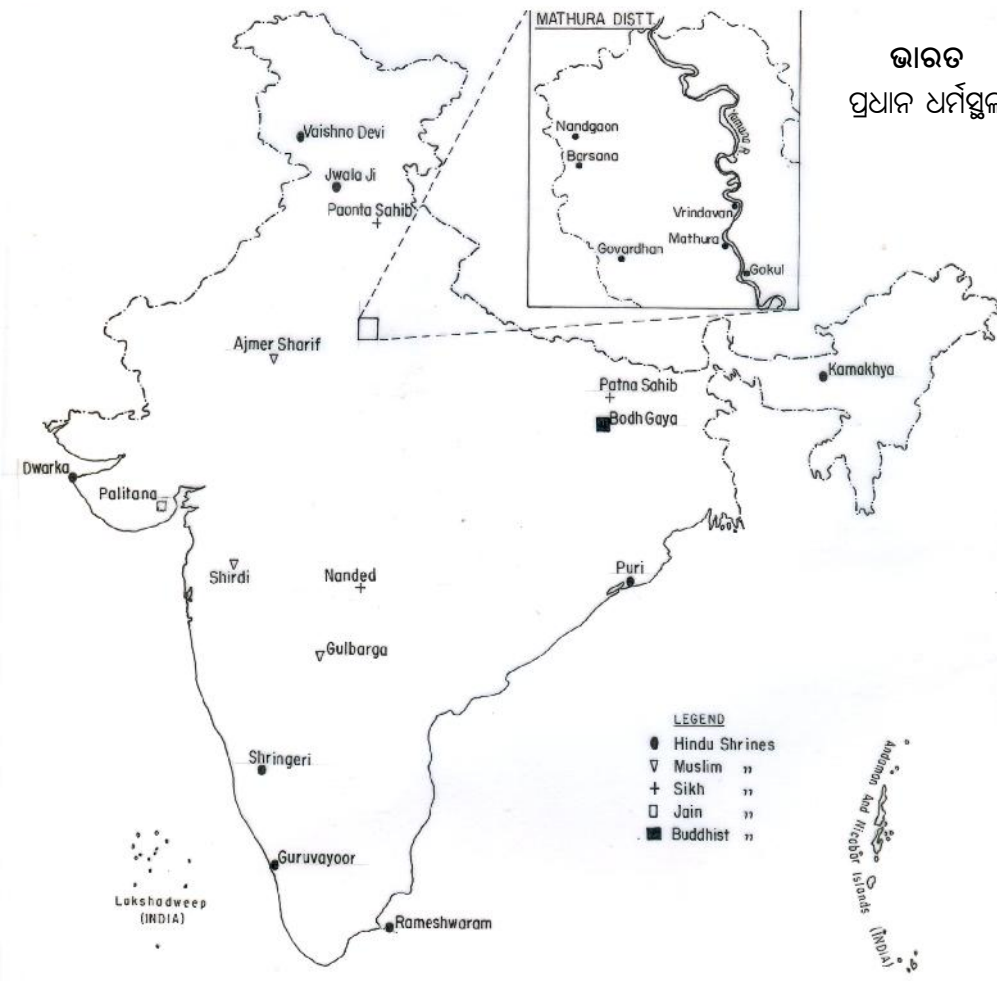 ଭାରତ
ପ୍ରଧାନ ଧର୍ମସ୍ଥଳ
MATHURA DISTT.
Yamuna R.
Nandgaon
Barsana
Vrindavan
Mathura
Govardhan
Gokul
Vaishno Devi
Jwala Ji
Paonta Sahib
Ajmer Sharif
Kamakhya
Patna Sahib
Bodh Gaya
Dwarka
Palitana
Shirdi
Nanded
Puri
Gulbarga
LEGEND
Hindu Shrines
Muslim „
Sikh „
Jain „
Buddhist „
Shringeri
Guruvayoor
Rameshwaram
Lakshadweep
(INDIA)
Andaman And Nicobar Islands (INDIA)